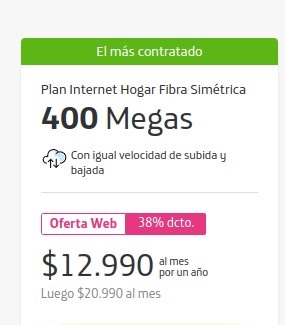 El más contratado
Plan Internet Hogar Fibra Simétrica
400 Megas
Con igual velocidad de subida y
bajada
Oferta Web 38% dcto.
$12.990 al mes
por un año
Luego $20.990 al mes